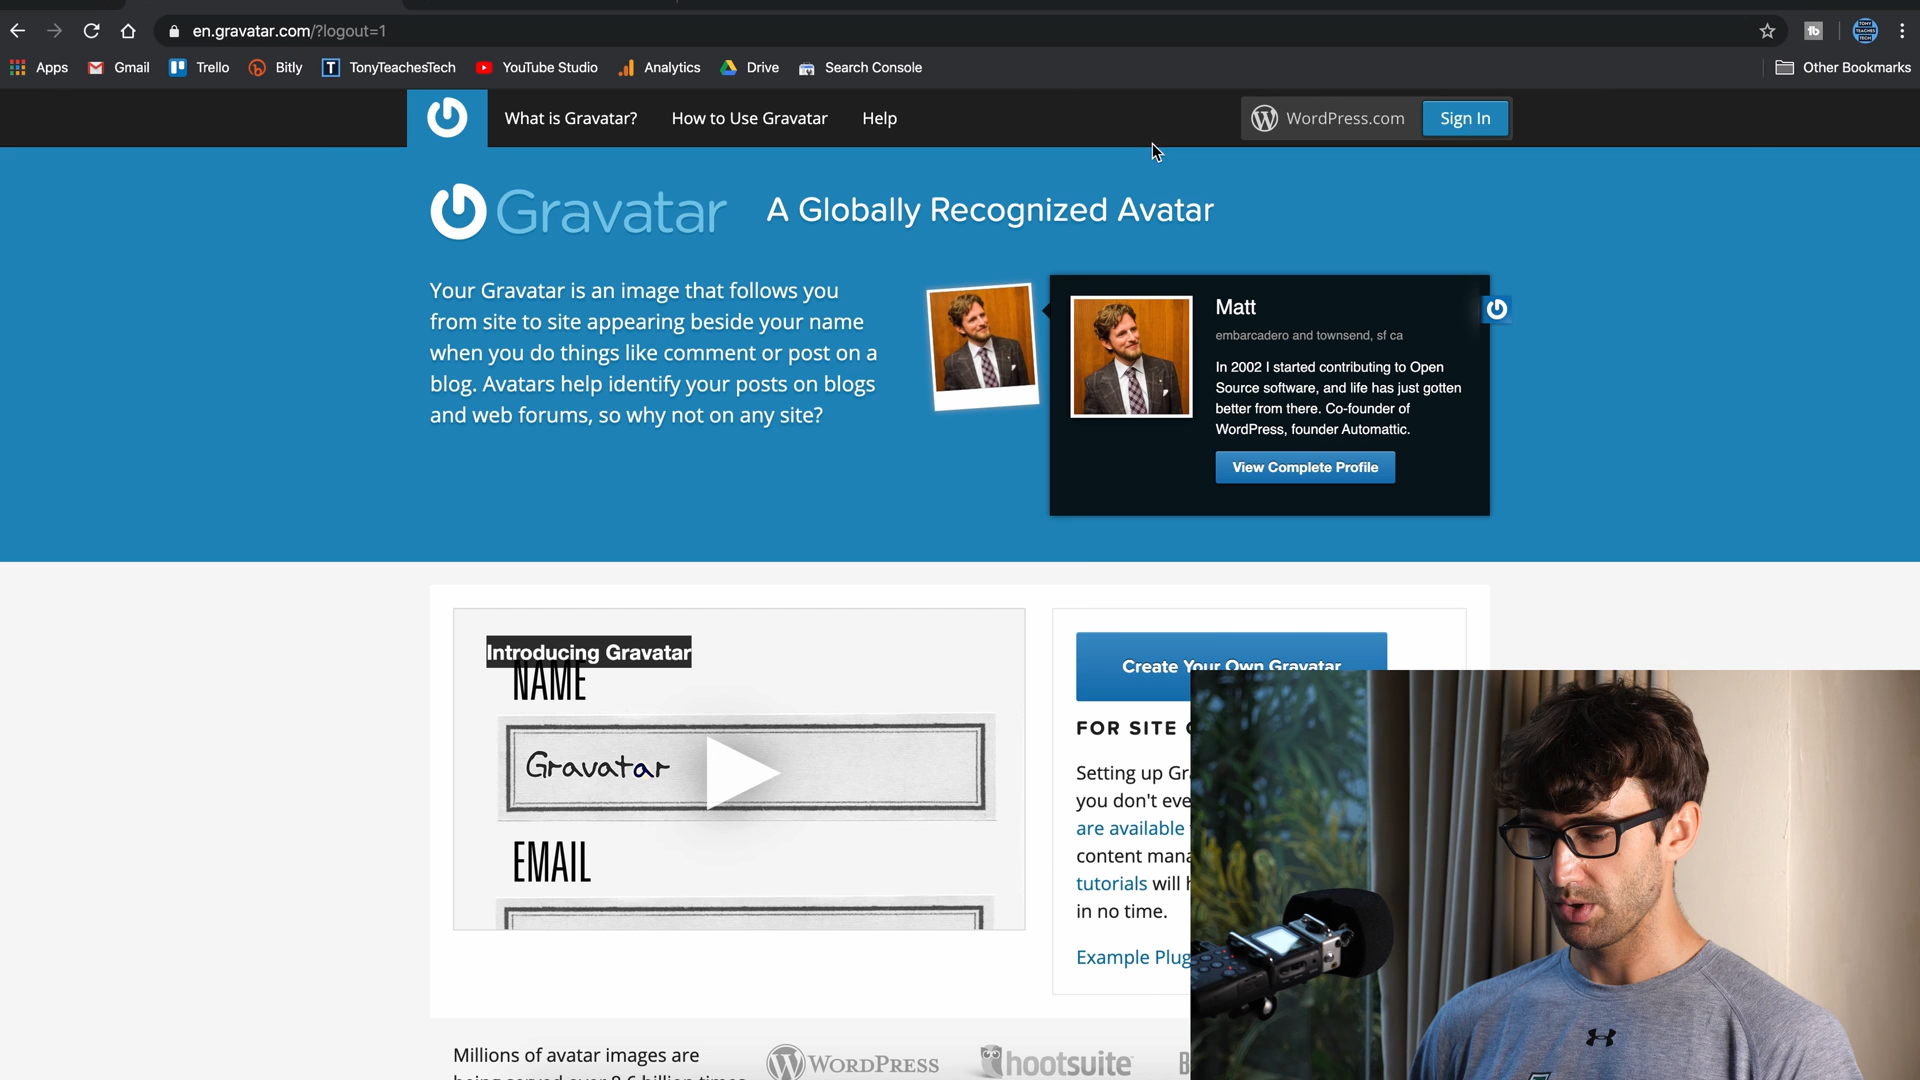 en.gravatar.com/?logout=1
Apps Gmail Trello Bitly TonyTeachesTech YouTube Studio Analytics Drive Search Console Other Bookmarks
What is Gravatar? How to Use Gravatar Help WordPress.com Sign In
Gravatar A Globally Recognized Avatar
Your Gravatar is an image that follows you
from site to site appearing beside your name
when you do things like comment or post on a
blog. Avatars help identify your posts on blogs
and web forums, so why not on any site?
Matt
embarcadero and townsend, sf ca
In 2002 I started contributing to Open
Source software, and life has just gotten
better from there. Co-founder of
WordPress, founder Automattic.
View Complete Profile
Introducing Gravatar
NAME
Gravatar
EMAIL
Create Your Own Gravatar
FOR SITE
Setting up
you don't
are available
content
tutorials will
in no time.
Example
Millions of avatar images are
WORDPRESS
hootsuite